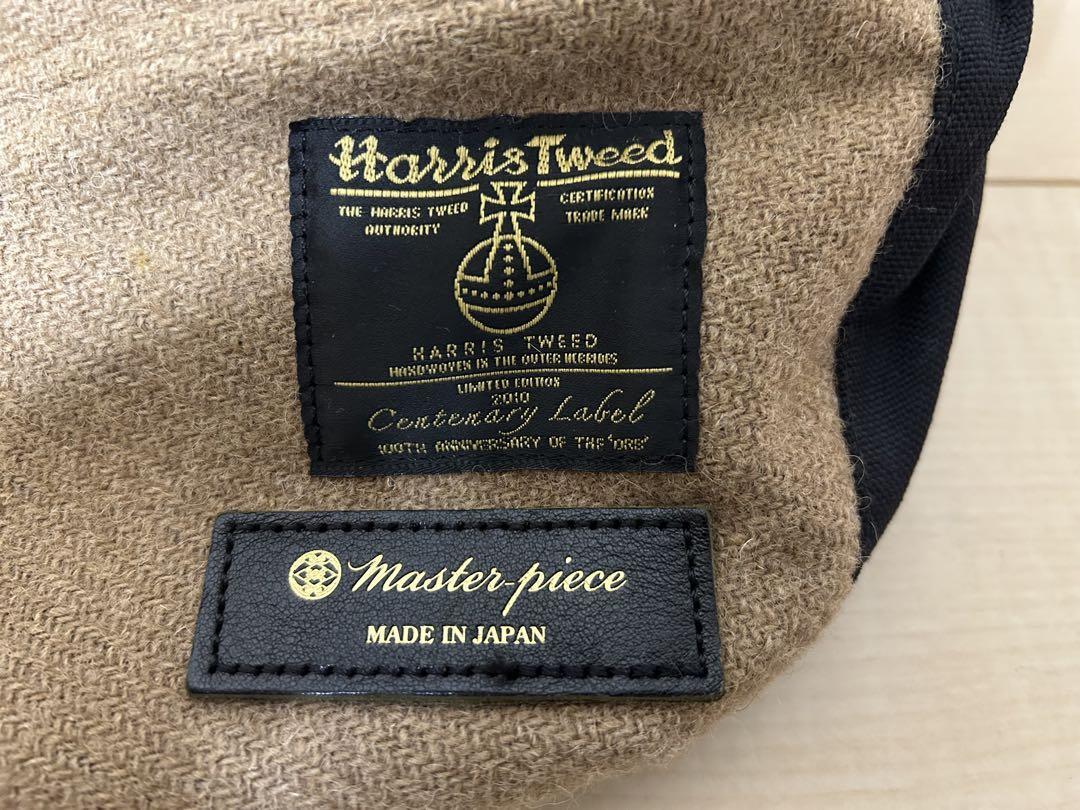 Harris Tweed
THE HARRIS TWEED AUTHORITY
CERTIFICATION TRADE MARK
HARRIS TWEED
HANDWOVEN IN THE OUTER HEBRIDES
LIMITED EDITION
2010
Centenary Label
100TH ANNIVERSARY OF THE 'ORB'
master-piece
MADE IN JAPAN